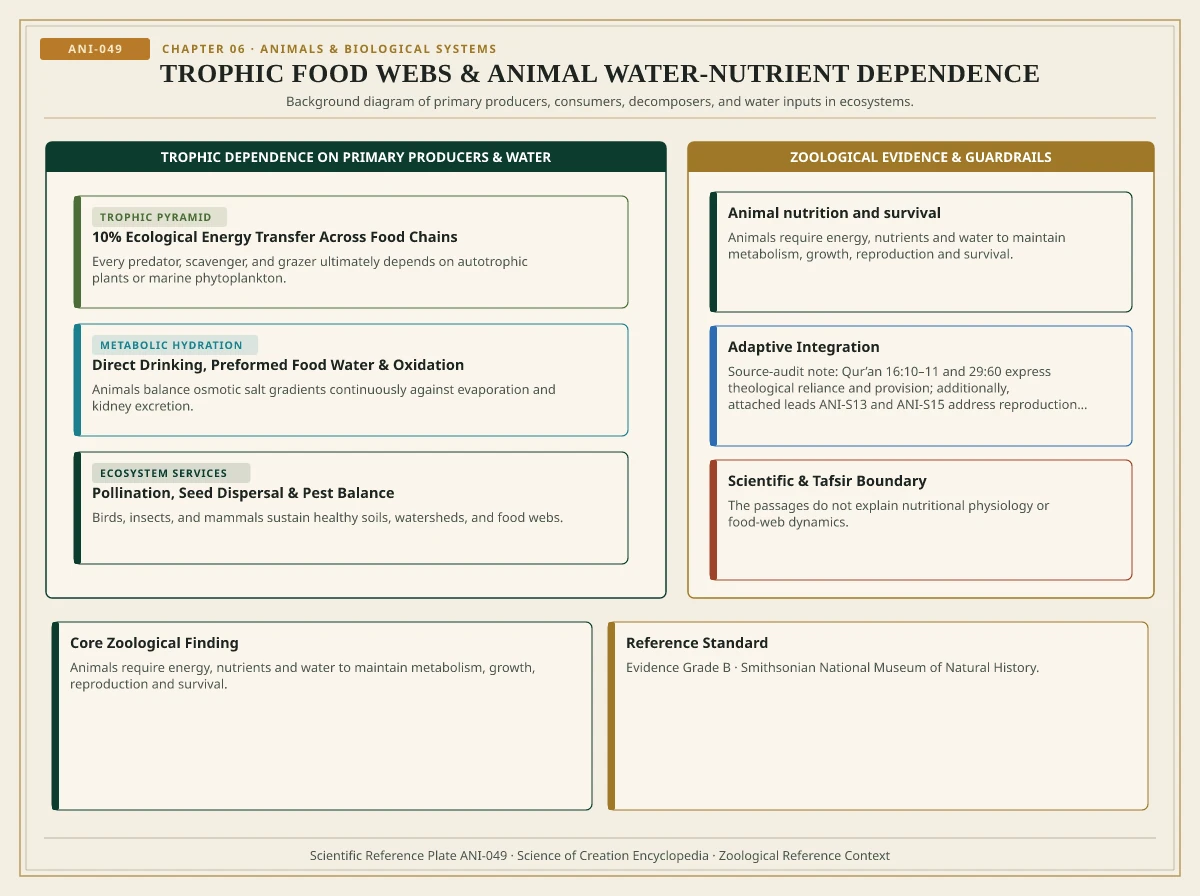 ANI-049
CHAPTER 06 · ANIMALS & BIOLOGICAL SYSTEMS
TROPHIC FOOD WEBS & ANIMAL WATER-NUTRIENT DEPENDENCE
Background diagram of primary producers, consumers, decomposers, and water inputs in ecosystems.
TROPHIC DEPENDENCE ON PRIMARY PRODUCERS & WATER
TROPHIC PYRAMID
10% Ecological Energy Transfer Across Food Chains
Every predator, scavenger, and grazer ultimately depends on autotrophic
plants or marine phytoplankton.
METABOLIC HYDRATION
Direct Drinking, Preformed Food Water & Oxidation
Animals balance osmotic salt gradients continuously against evaporation and
kidney excretion.
ECOSYSTEM SERVICES
Pollination, Seed Dispersal & Pest Balance
Birds, insects, and mammals sustain healthy soils, watersheds, and food webs.
ZOOLOGICAL EVIDENCE & GUARDRAILS
Animal nutrition and survival
Animals require energy, nutrients and water to maintain
metabolism, growth, reproduction and survival.
Adaptive Integration
Source-audit note: Qur’an 16:10–11 and 29:60 express
theological reliance and provision; additionally,
attached leads ANI-S13 and ANI-S15 address reproduction…
Scientific & Tafsir Boundary
The passages do not explain nutritional physiology or
food-web dynamics.
Core Zoological Finding
Animals require energy, nutrients and water to maintain metabolism, growth,
reproduction and survival.
Reference Standard
Evidence Grade B · Smithsonian National Museum of Natural History.
Scientific Reference Plate ANI-049 · Science of Creation Encyclopedia · Zoological Reference Context